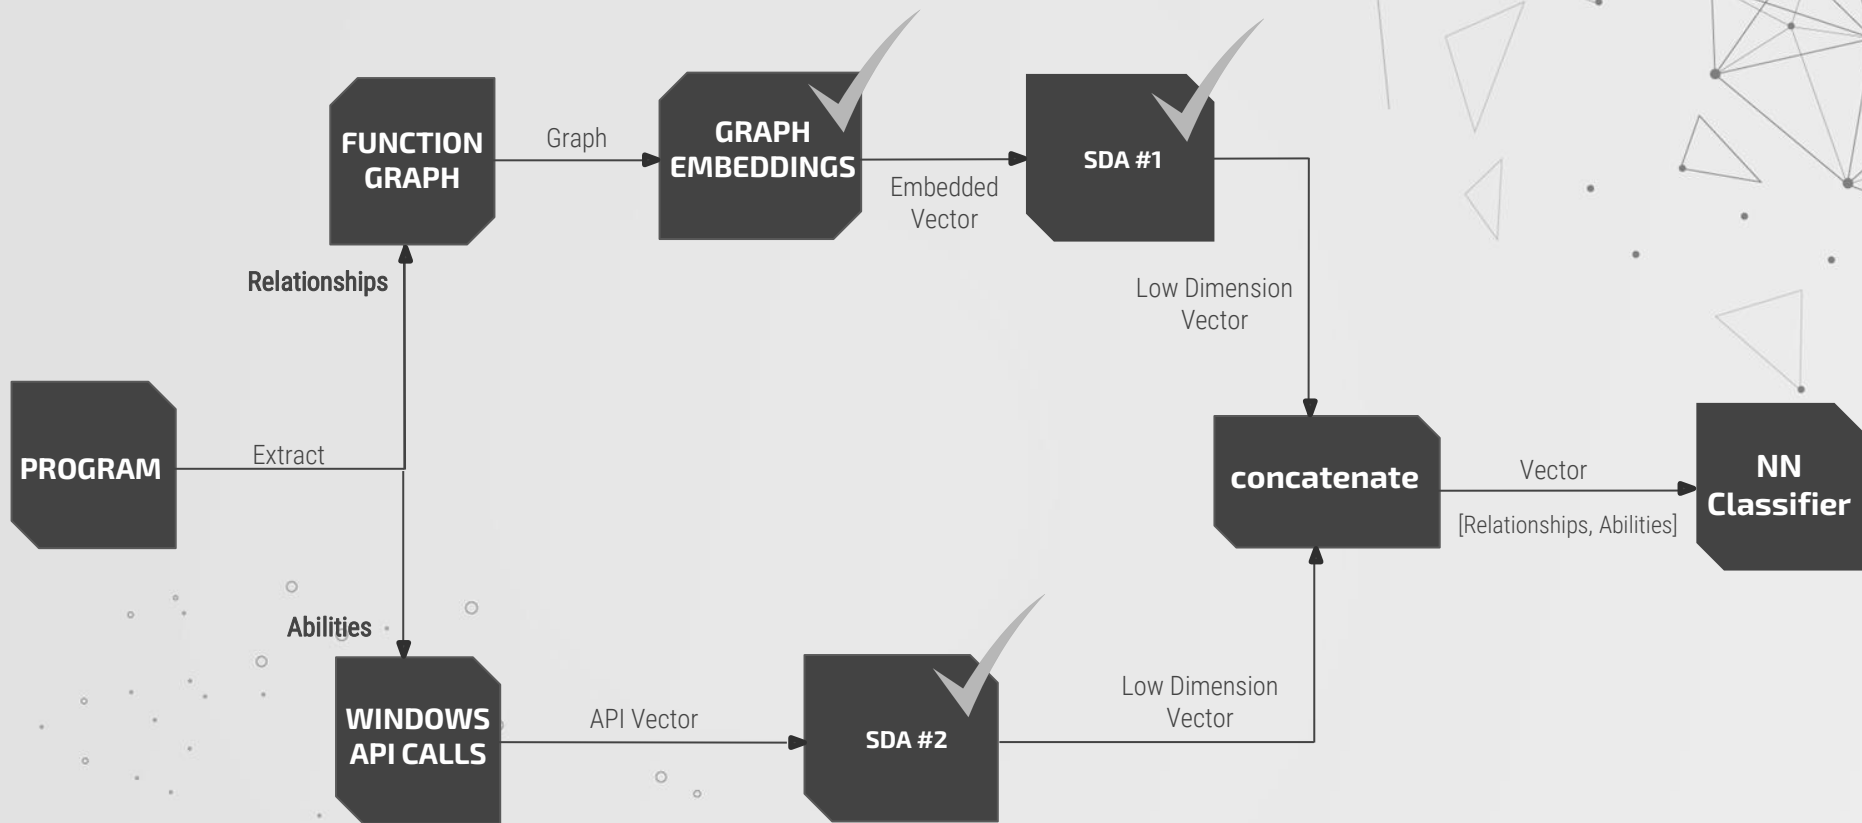 FUNCTION
GRAPH
Graph
GRAPH
EMBEDDINGS
Embedded
Vector
SDA #1
Relationships
Low Dimension
Vector
PROGRAM
Extract
concatenate
Vector
[Relationships, Abilities]
NN
Classifier
Abilities
WINDOWS
API CALLS
API Vector
SDA #2
Low Dimension
Vector